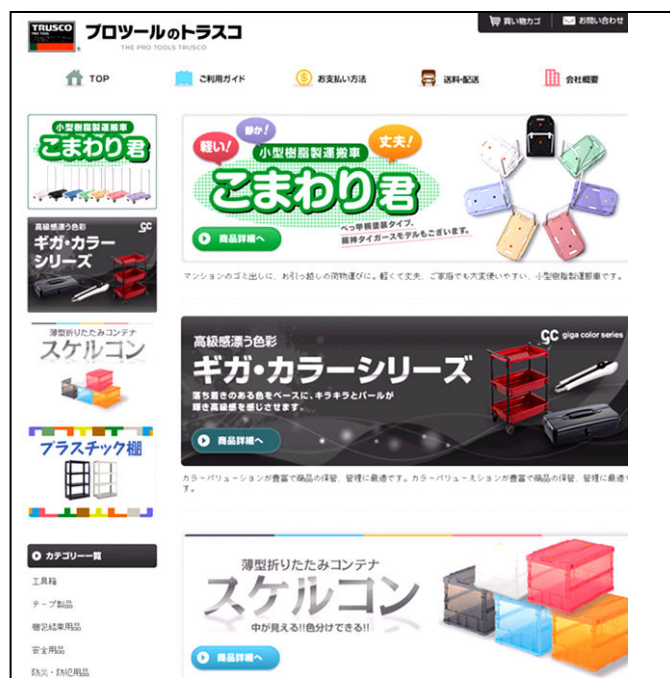 TRUSCO
PRO TOOL
プロツールのトラスコ
THE PRO TOOLS TRUSCO
買い物カゴ
お問い合わせ
TOP
ご利用ガイド
お支払い方法
送料・配送
会社概要
小型樹脂製運搬車
こまわり君
高級感漂う色彩
GC
ギガ・カラー
シリーズ
薄型折りたたみコンテナ
スケルコン
プラスチック棚
カテゴリー一覧
工具箱
テープ製品
梱包結束用品
安全用品
防災・防犯用品
軽い!
静か!
丈夫!
小型樹脂製運搬車
こまわり君
商品詳細へ
べっ甲柄塗装タイプ、
阪神タイガースモデルもございます。
マンションのゴミ出しに、お引っ越しの荷物運びに。軽くて丈夫、ご家庭でも大変使いやすい、小型樹脂製運搬車です。
高級感漂う色彩
GC giga color series
ギガ・カラーシリーズ
落ち着きのある色をベースに、キラキラとパールが
輝き高級感を感じさせます。
商品詳細へ
カラーバリューションが豊富で商品の保管、管理に最適です。カラーバリューえションが豊富で商品の保管、管理に最適で
す。
薄型折りたたみコンテナ
スケルコン
中が見える!!色分けできる!!
商品詳細へ